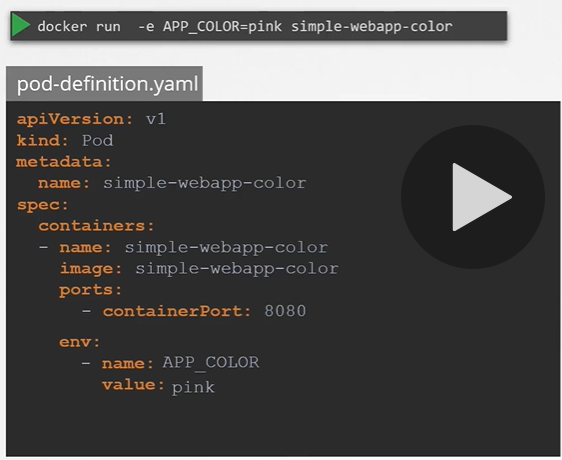 docker run -e APP_COLOR=pink simple-webapp-color
pod-definition.yaml
apiVersion: v1
kind: Pod
metadata:
  name: simple-webapp-color
spec:
  containers:
  - name: simple-webapp-color
    image: simple-webapp-color
    ports:
      - containerPort: 8080
    env:
      - name: APP_COLOR
        value: pink